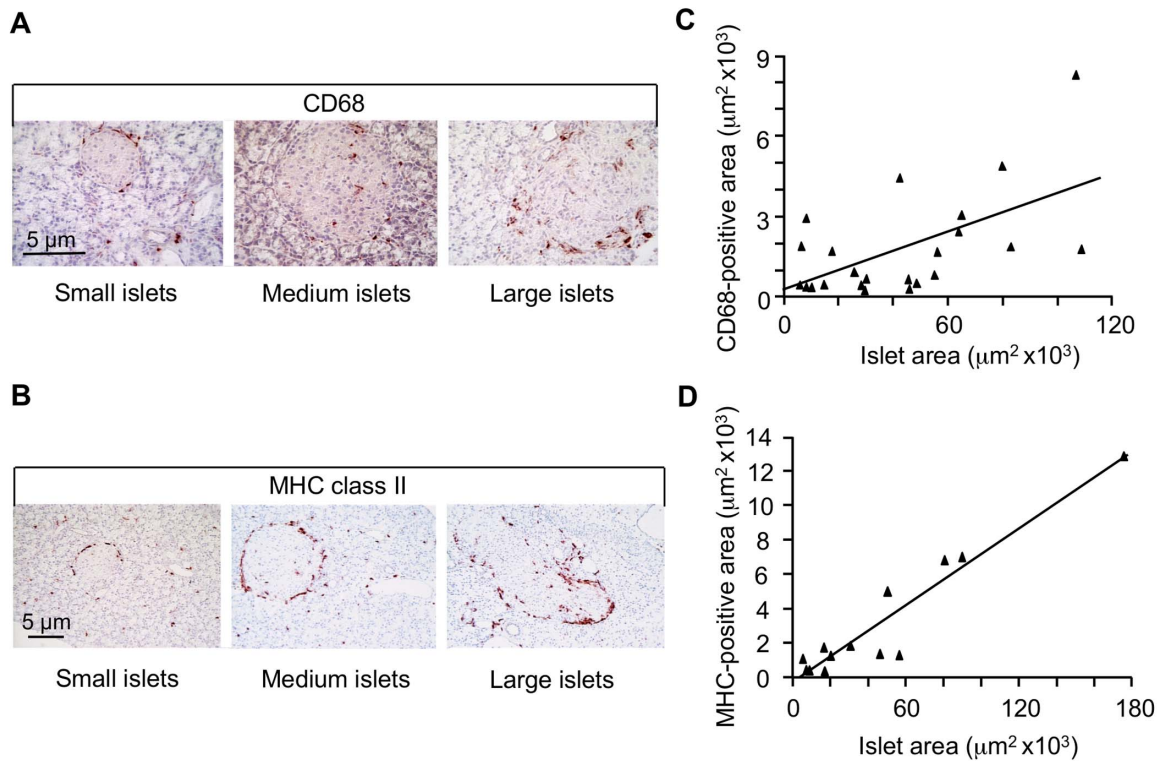 A
CD68
5 µm
Small islets Medium islets Large islets
B
MHC class II
5 µm
Small islets Medium islets Large islets
C
CD68-positive area (µm² x10³)
9
6
3
0
0 60 120
Islet area (µm² x10³)
D
MHC-positive area (µm² x10³)
14
12
10
8
6
4
2
0
0 60 120 180
Islet area (µm² x10³)